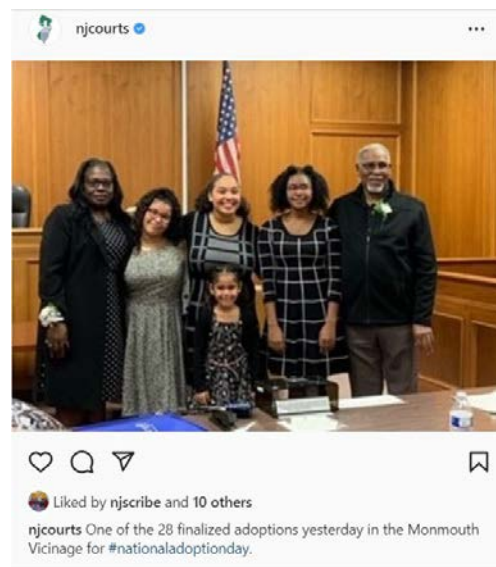 njcourts
Liked by njscribe and 10 others
njcourts One of the 28 finalized adoptions yesterday in the Monmouth
Vicinage for #nationaladoptionday.